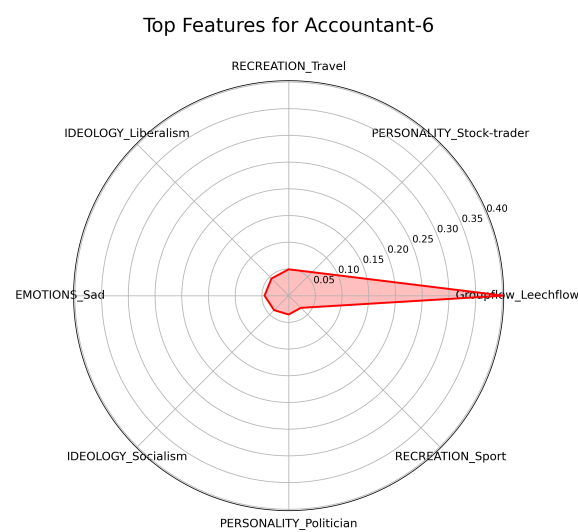 Top Features for Accountant-6
RECREATION_Travel
IDEOLOGY_Liberalism
PERSONALITY_Stock-trader
0.40
0.35
0.30
0.25
0.20
0.15
0.10
0.05
EMOTIONS_Sad
Groupflow_Leechflow
IDEOLOGY_Socialism
RECREATION_Sport
PERSONALITY_Politician